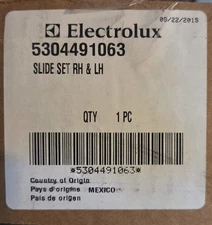 05/22/2015
Electrolux
5304491063
SLIDE SET RH & LH
QTY 1 PC
*5304491063*
Country of Origin
Pays d'origine MEXICO
Pais de origen